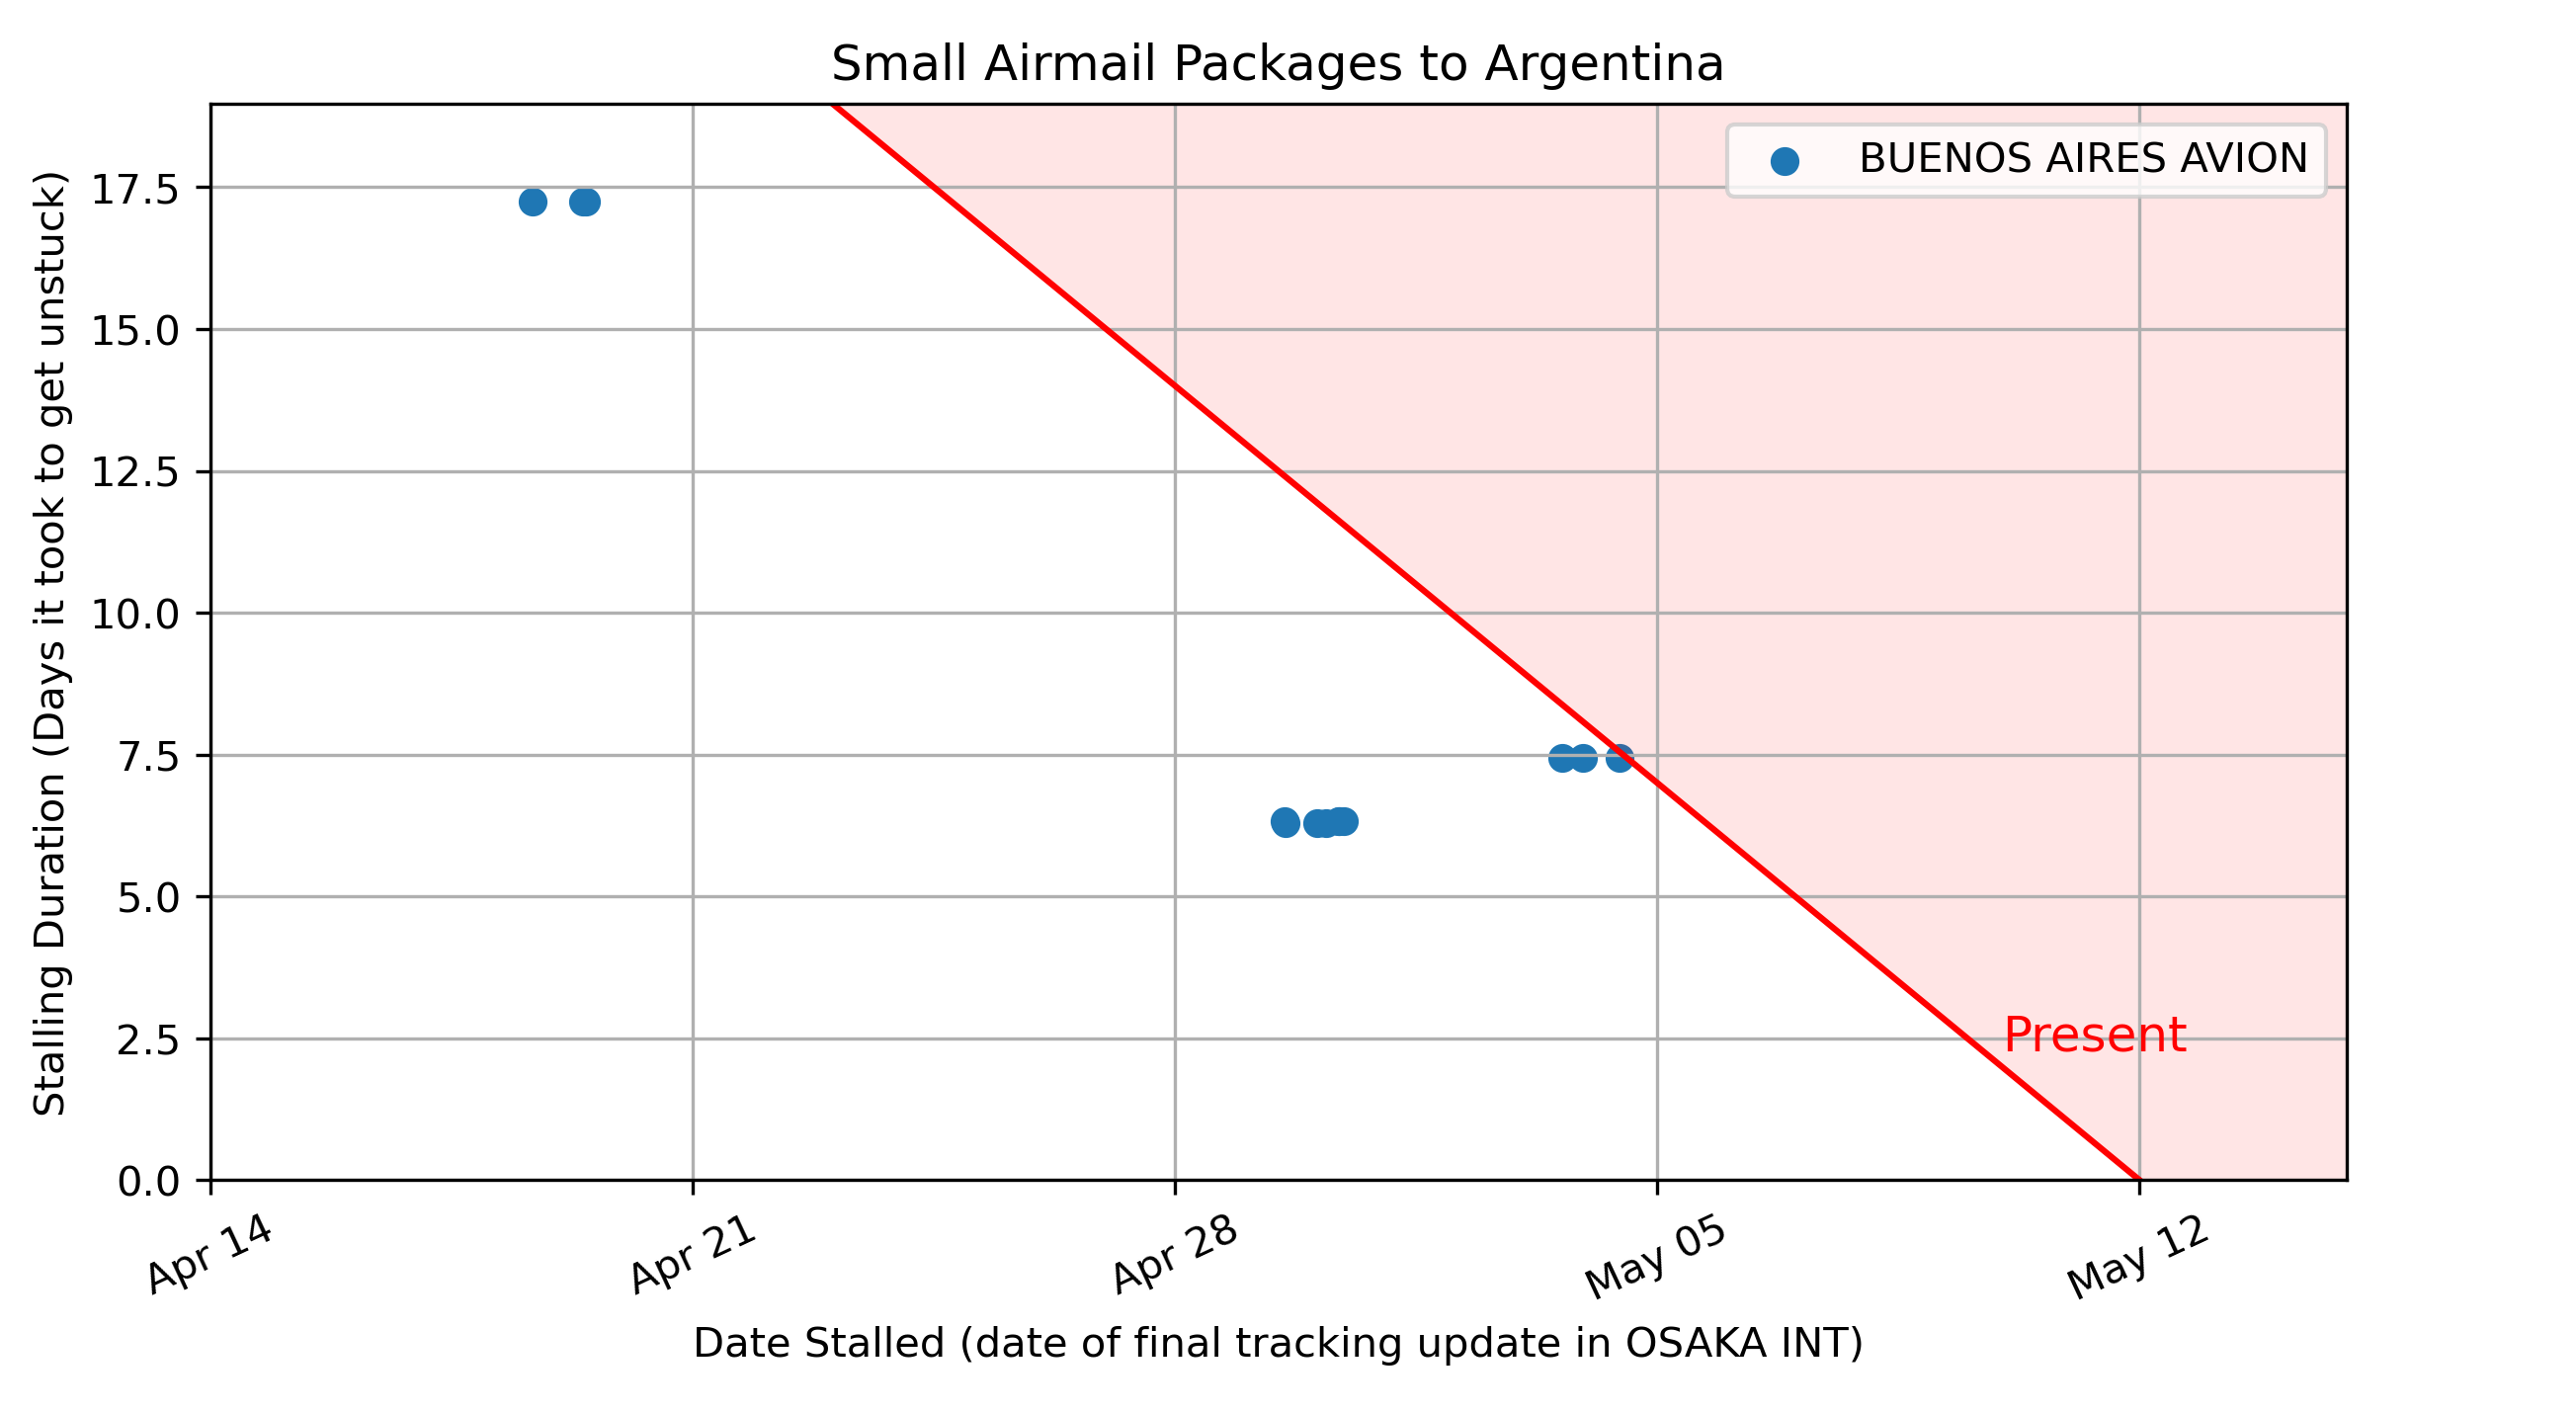 Small Airmail Packages to Argentina
BUENOS AIRES AVION
Stalling Duration (Days it took to get unstuck)
17.5
15.0
12.5
10.0
7.5
5.0
2.5
0.0
Present
Apr 14
Apr 21
Apr 28
May 05
May 12
Date Stalled (date of final tracking update in OSAKA INT)